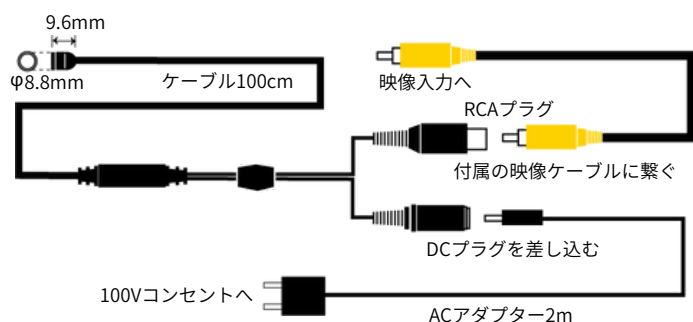 9.6mm
φ8.8mm
ケーブル100cm
映像入力へ
RCAプラグ
付属の映像ケーブルに繋ぐ
DCプラグを差し込む
100Vコンセントへ
ACアダプター2m